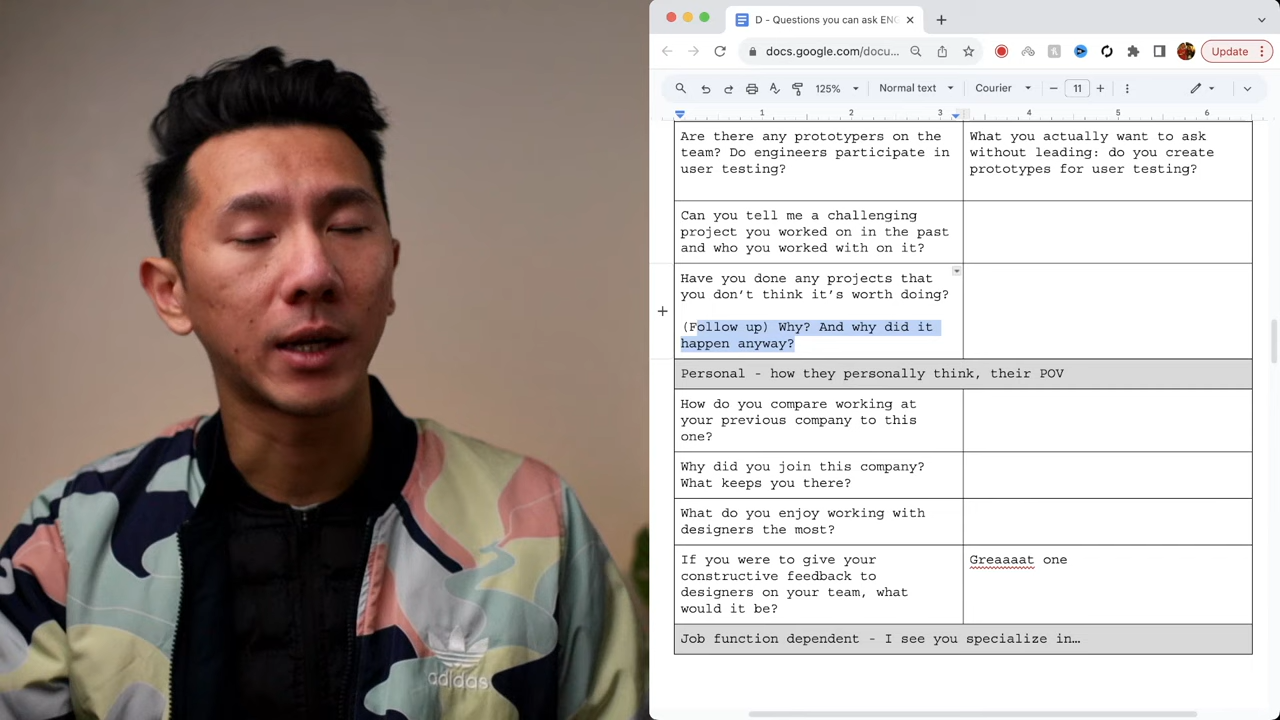 D - Questions you can ask ENG
docs.google.com/docu...
Update
125%
Normal text
Courier
11
1 2 3 4 5 6
Are there any prototypers on the
team? Do engineers participate in
user testing?
What you actually want to ask
without leading: do you create
prototypes for user testing?
Can you tell me a challenging
project you worked on in the past
and who you worked with on it?
Have you done any projects that
you don’t think it’s worth doing?
(Follow up) Why? And why did it
happen anyway?
Personal - how they personally think, their POV
How do you compare working at
your previous company to this
one?
Why did you join this company?
What keeps you there?
What do you enjoy working with
designers the most?
If you were to give your
constructive feedback to
designers on your team, what
would it be?
Greaaaat one
Job function dependent - I see you specialize in…
adidas